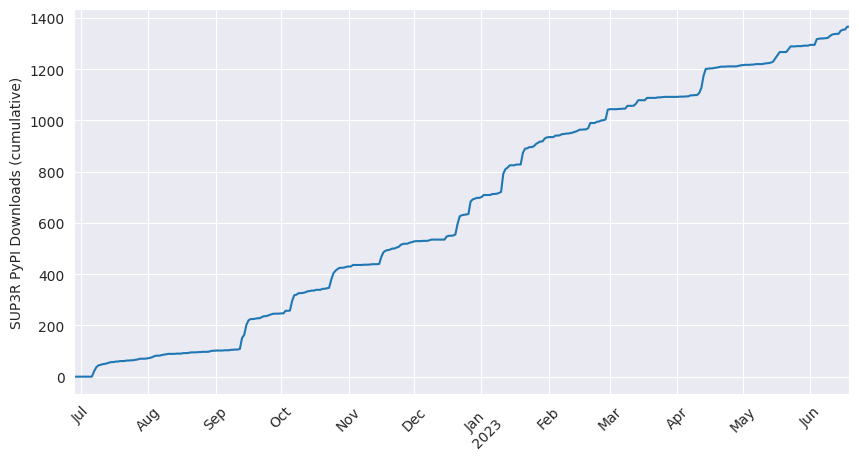 SUP3R PyPI Downloads (cumulative)
1400
1200
1000
800
600
400
200
0
Jul
Aug
Sep
Oct
Nov
Dec
Jan
2023
Feb
Mar
Apr
May
Jun